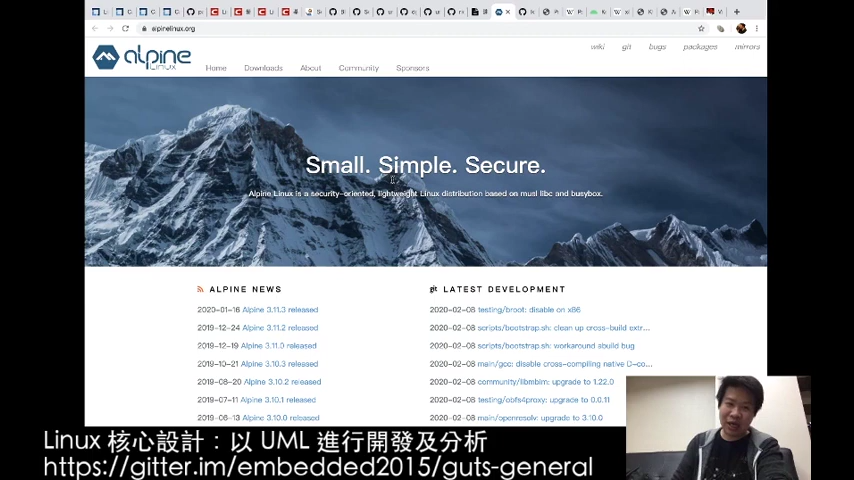 alpinelinux.org
alpine
LINUX
wiki git bugs packages mirrors
Home Downloads About Community Sponsors
Small. Simple. Secure.
Alpine Linux is a security-oriented, lightweight Linux distribution based on musl libc and busybox.
ALPINE NEWS
2020-01-16 Alpine 3.11.3 released
2019-12-24 Alpine 3.11.2 released
2019-12-19 Alpine 3.11.0 released
2019-10-21 Alpine 3.10.3 released
2019-08-20 Alpine 3.10.2 released
2019-07-11 Alpine 3.10.1 released
2019-06-13 Alpine 3.10.0 released
git LATEST DEVELOPMENT
2020-02-08 testing/broot: disable on x86
2020-02-08 scripts/bootstrap.sh: clean up cross-build extr...
2020-02-08 scripts/bootstrap.sh: workaround abuild bug
2020-02-08 main/gcc: disable cross-compiling native C-co...
2020-02-08 community/libmbim: upgrade to 1.22.0
2020-02-08 testing/obfs4proxy: upgrade to 0.0.11
2020-02-08 main/openresolv: upgrade to 3.10.0
Linux 核心設計：以 UML 進行開發及分析
https://gitter.im/embedded2015/guts-general